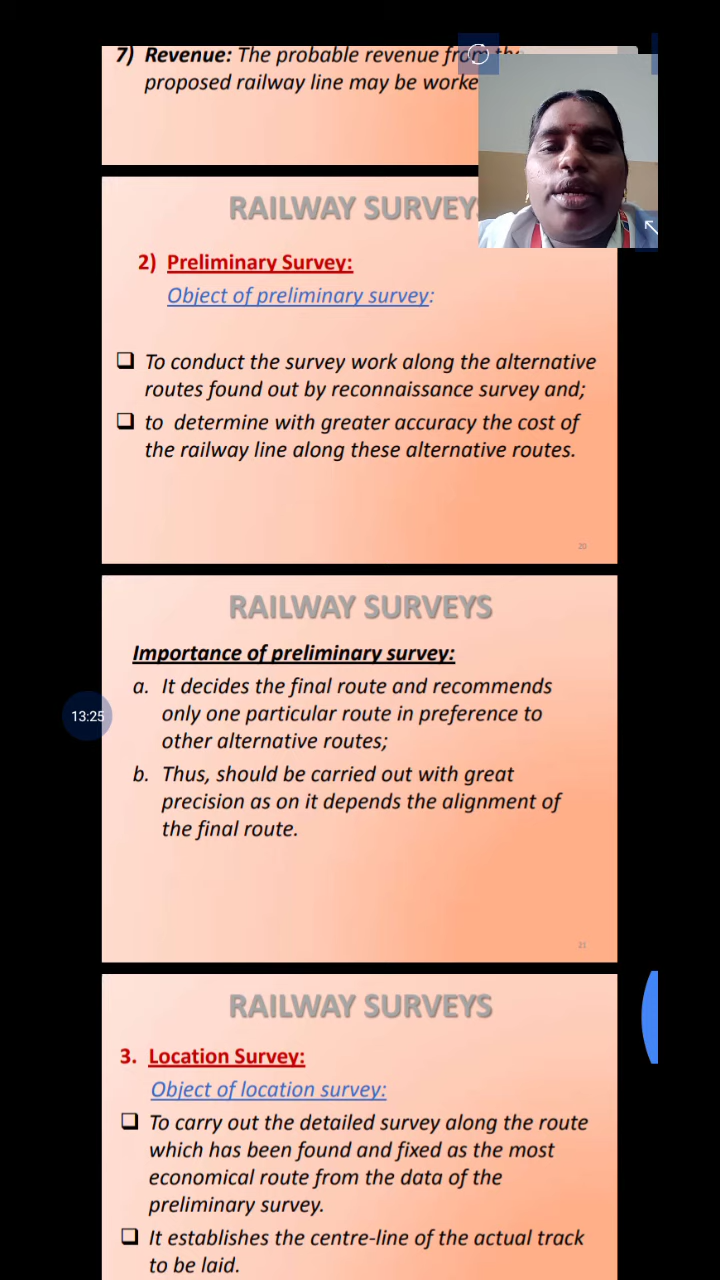 7) Revenue: The probable revenue from the
proposed railway line may be worke
RAILWAY SURVEYS
2) Preliminary Survey:
Object of preliminary survey:
❑ To conduct the survey work along the alternative
routes found out by reconnaissance survey and;
❑ to determine with greater accuracy the cost of
the railway line along these alternative routes.
20
RAILWAY SURVEYS
Importance of preliminary survey:
a. It decides the final route and recommends
only one particular route in preference to
other alternative routes;
13:25
b. Thus, should be carried out with great
precision as on it depends the alignment of
the final route.
21
RAILWAY SURVEYS
3. Location Survey:
Object of location survey:
❑ To carry out the detailed survey along the route
which has been found and fixed as the most
economical route from the data of the
preliminary survey.
❑ It establishes the centre-line of the actual track
to be laid.